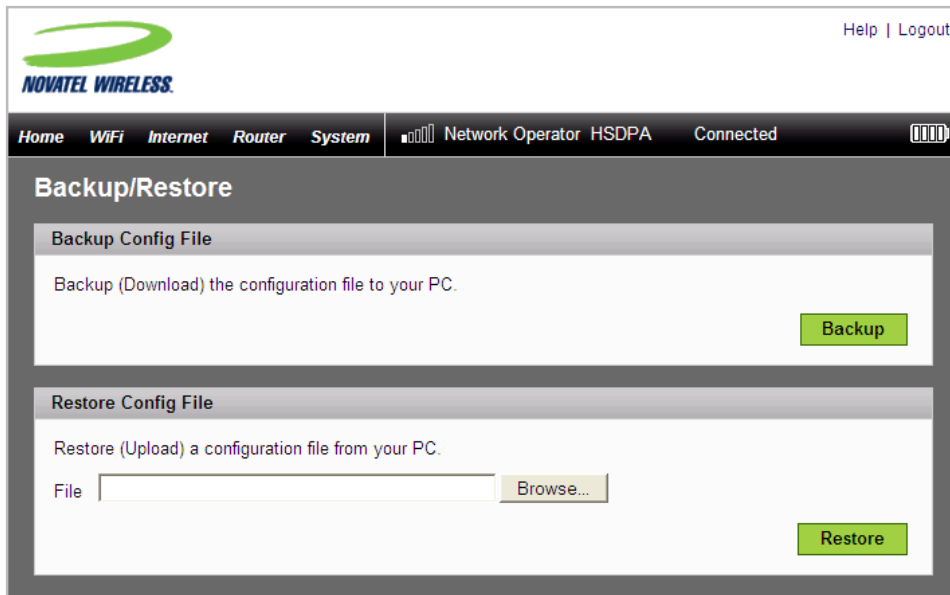 Help | Logout
NOVATEL WIRELESS.
Home WiFi Internet Router System Network Operator HSDPA Connected
Backup/Restore
Backup Config File
Backup (Download) the configuration file to your PC.
Backup
Restore Config File
Restore (Upload) a configuration file from your PC.
File Browse...
Restore